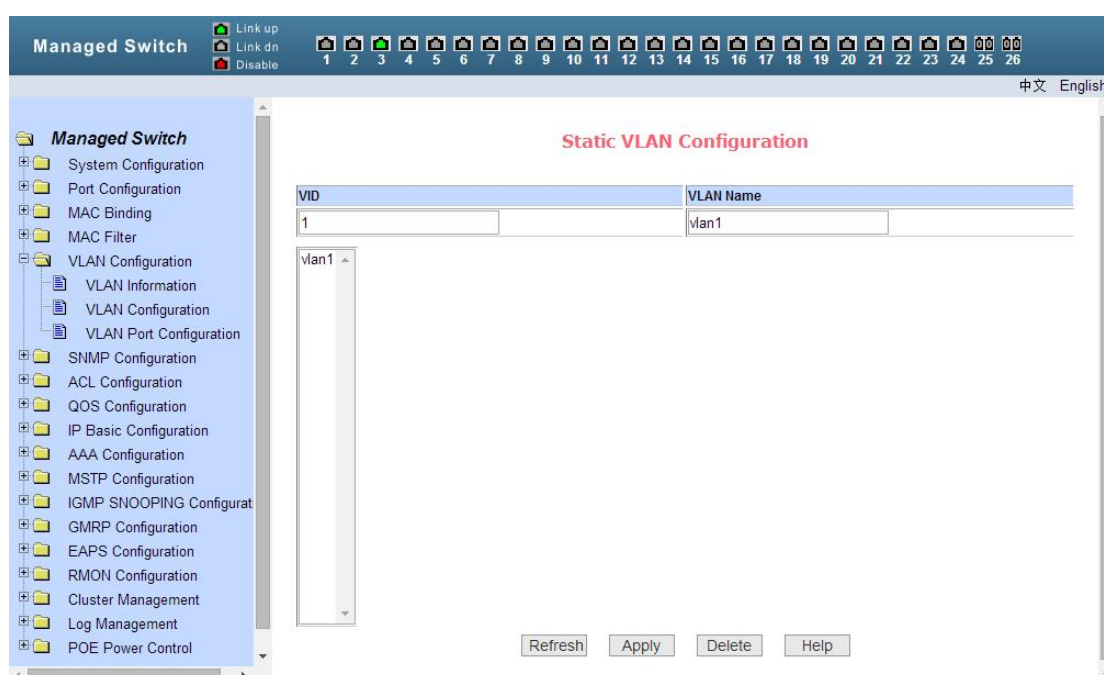 Link up
Managed Switch Link dn
Disable
1 2 3 4 5 6 7 8 9 10 11 12 13 14 15 16 17 18 19 20 21 22 23 24 25 26
中文 English
Managed Switch
System Configuration
Port Configuration
MAC Binding
MAC Filter
VLAN Configuration
VLAN Information
VLAN Configuration
VLAN Port Configuration
SNMP Configuration
ACL Configuration
QOS Configuration
IP Basic Configuration
AAA Configuration
MSTP Configuration
IGMP SNOOPING Configurat
GMRP Configuration
EAPS Configuration
RMON Configuration
Cluster Management
Log Management
POE Power Control
Static VLAN Configuration
VID VLAN Name
1 vlan1
vlan1
Refresh Apply Delete Help